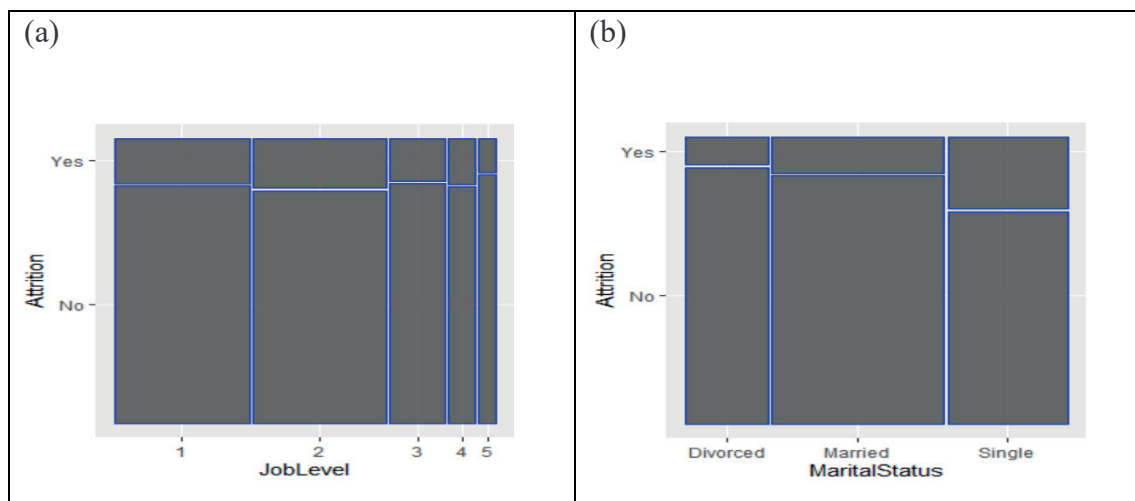 (a)
Yes
Attrition
No
1 2 3 4 5
JobLevel
(b)
Yes
Attrition
No
Divorced Married Single
MaritalStatus